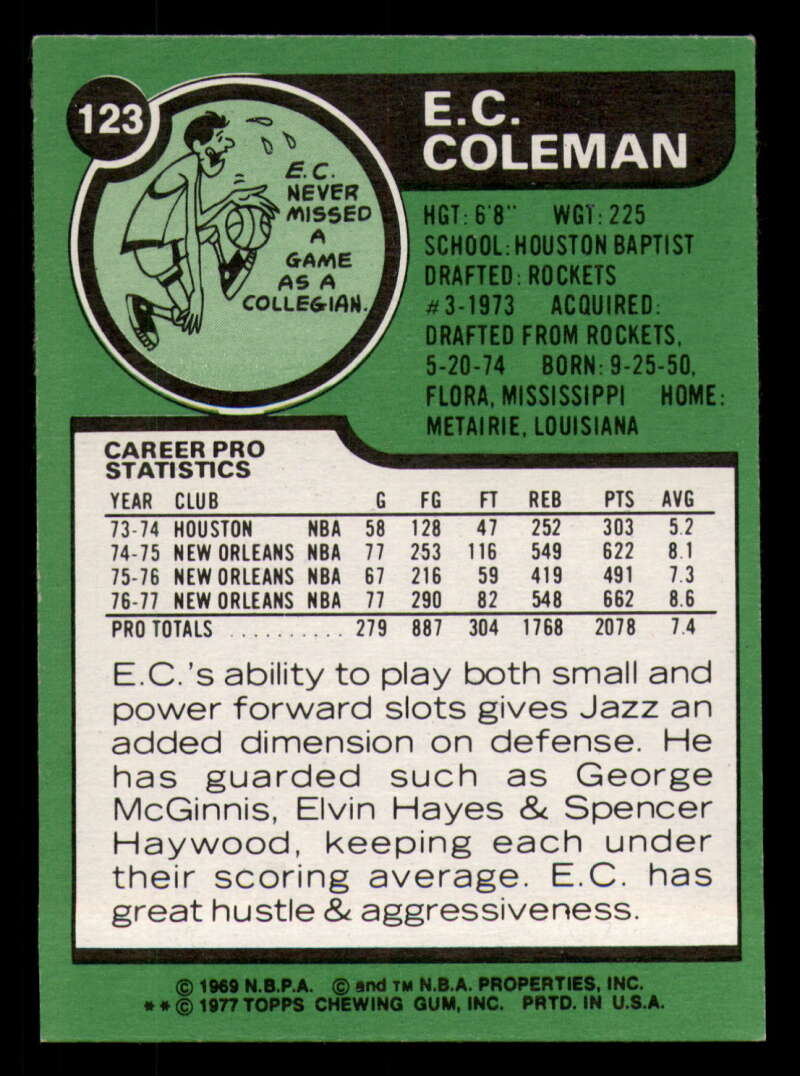 123
E.C.
COLEMAN
E.C.
NEVER
MISSED
A
GAME
AS A
COLLEGIAN.
HGT: 6'8" WGT: 225
SCHOOL: HOUSTON BAPTIST
DRAFTED: ROCKETS
#3-1973 ACQUIRED:
DRAFTED FROM ROCKETS,
5-20-74 BORN: 9-25-50,
FLORA, MISSISSIPPI HOME:
METAIRIE, LOUISIANA
CAREER PRO
STATISTICS
YEAR CLUB G FG FT REB PTS AVG
73-74 HOUSTON NBA 58 128 47 252 303 5.2
74-75 NEW ORLEANS NBA 77 253 116 549 622 8.1
75-76 NEW ORLEANS NBA 67 216 59 419 491 7.3
76-77 NEW ORLEANS NBA 77 290 82 548 662 8.6
PRO TOTALS .......... 279 887 304 1768 2078 7.4
E.C.'s ability to play both small and
power forward slots gives Jazz an
added dimension on defense. He
has guarded such as George
McGinnis, Elvin Hayes & Spencer
Haywood, keeping each under
their scoring average. E.C. has
great hustle & aggressiveness.
© 1969 N.B.P.A. © and TM N.B.A. PROPERTIES, INC.
**© 1977 TOPPS CHEWING GUM, INC. PRTD. IN U.S.A.